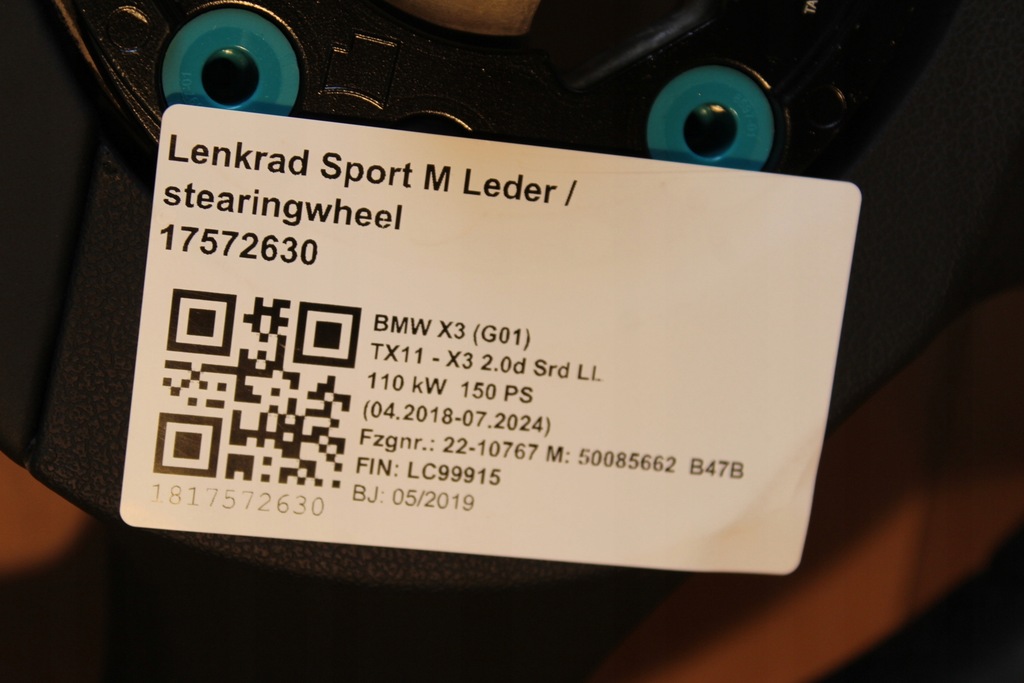 TA
Lenkrad Sport M Leder /
stearingwheel
17572630
BMW X3 (G01)
TX11 - X3 2.0d Srd LL
110 kW 150 PS
(04.2018-07.2024)
Fzgnr.: 22-10767 M: 50085662 B47B
FIN: LC99915
BJ: 05/2019
1817572630